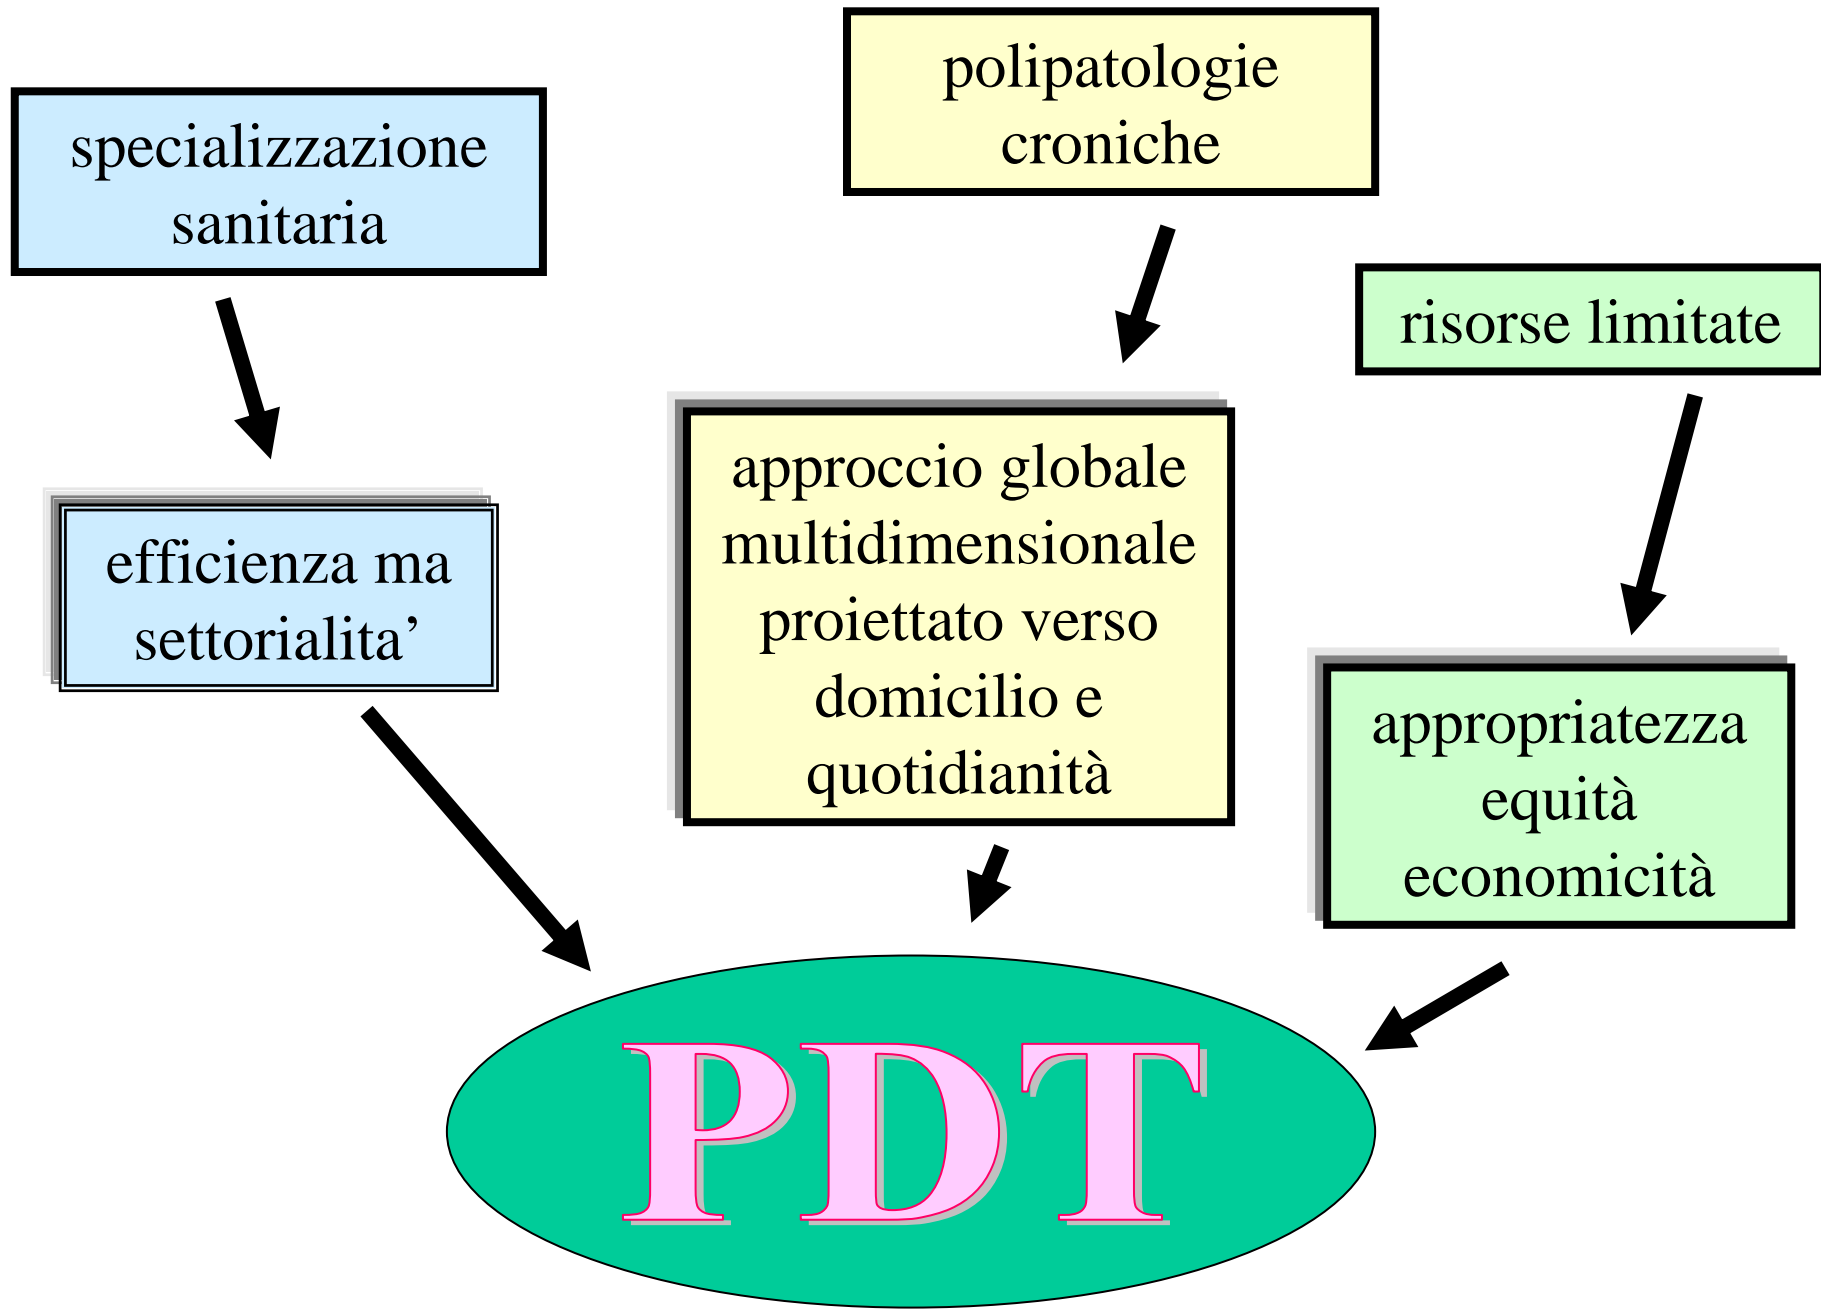 specializzazione
sanitaria
polipatologie
croniche
risorse limitate
efficienza ma
settorialita’
approccio globale
multidimensionale
proiettato verso
domicilio e
quotidianità
appropriatezza
equità
economicità
PDT